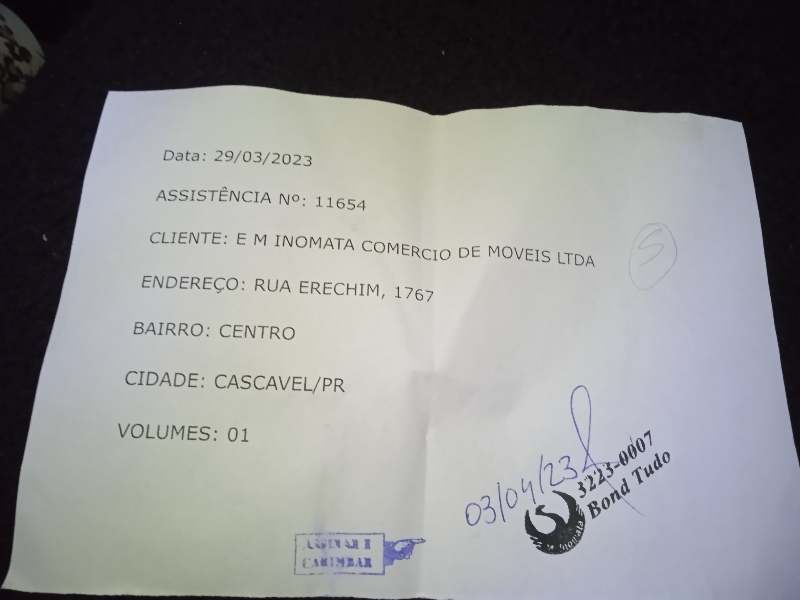 Data: 29/03/2023
ASSISTÊNCIA Nº: 11654
CLIENTE: E M INOMATA COMERCIO DE MOVEIS LTDA
S
ENDEREÇO: RUA ERECHIM, 1767
BAIRRO: CENTRO
CIDADE: CASCAVEL/PR
VOLUMES: 01
03/04/23
3223-0007
Bond Tudo
Inomata
ASSINAR E
CARIMBAR